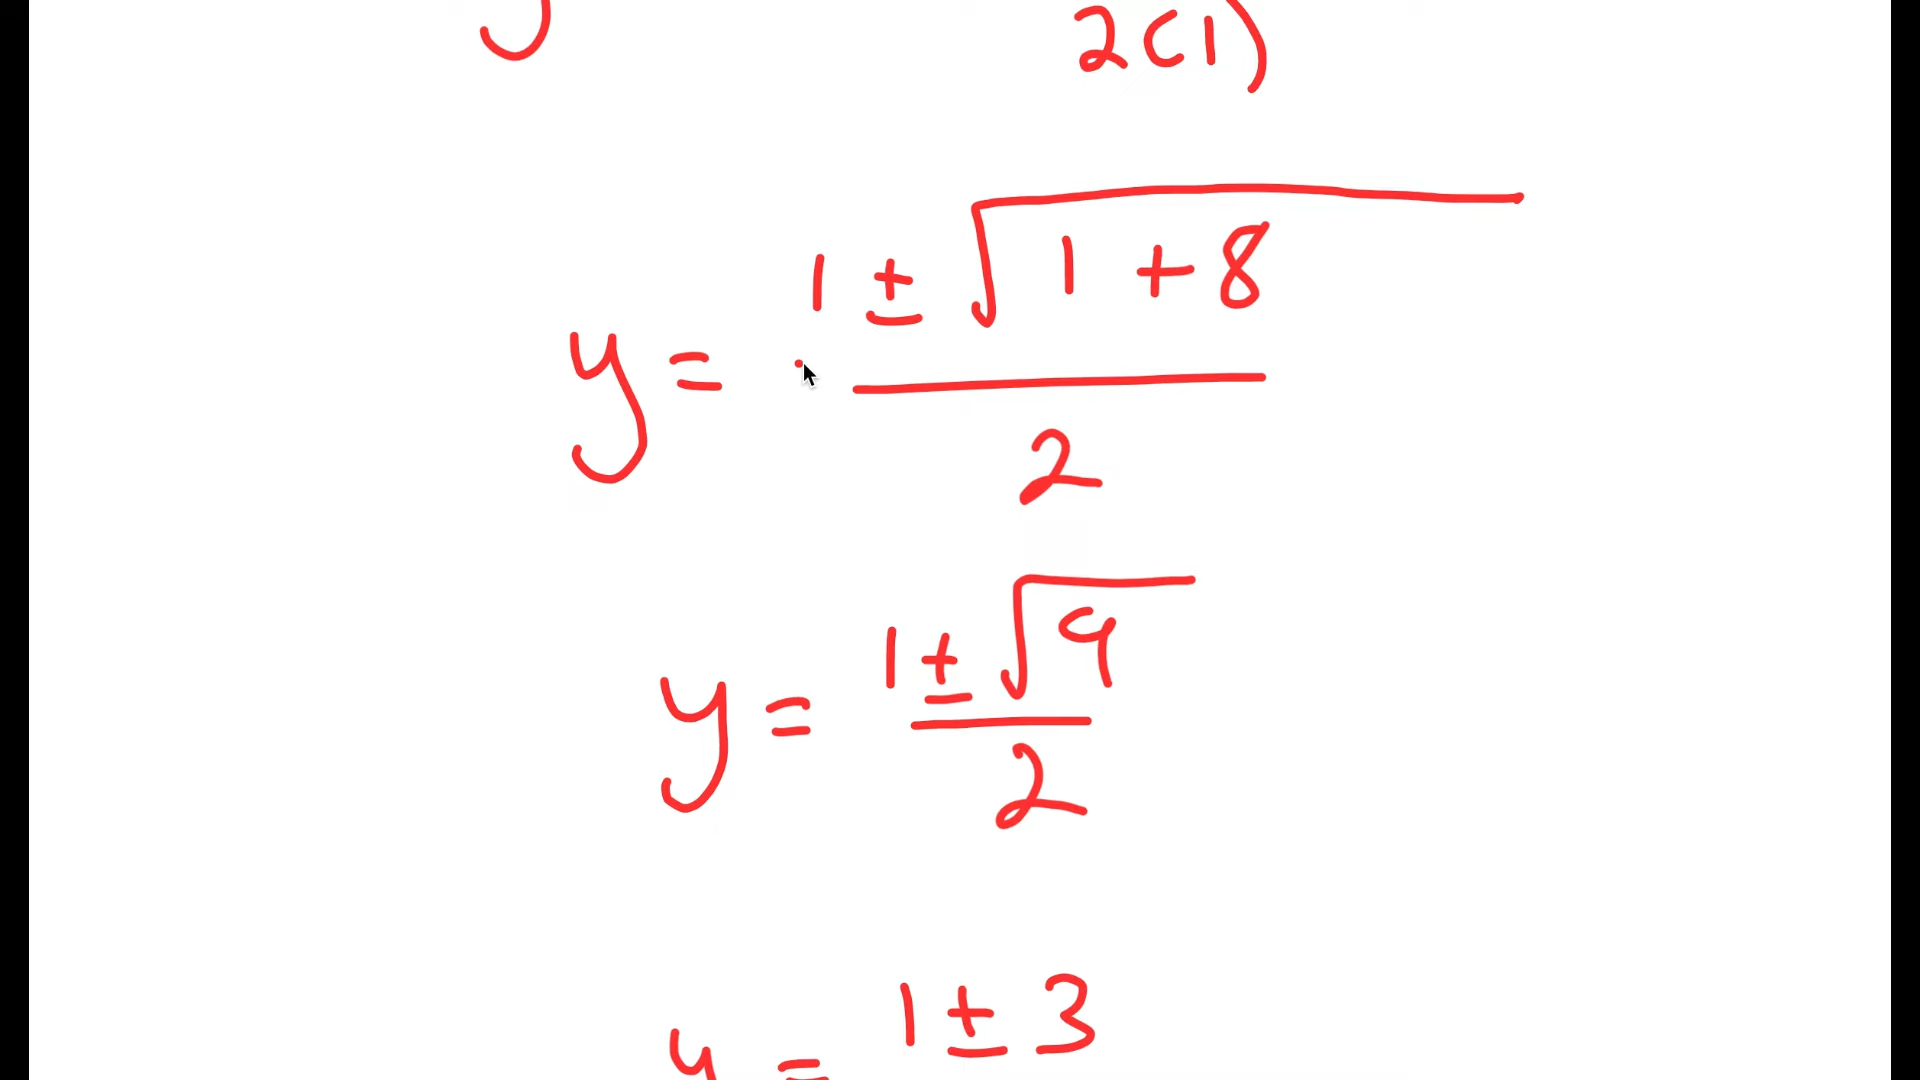 2(1)
y = 1 ± √1 + 8
2
y = 1 ± √9
2
y = 1 ± 3